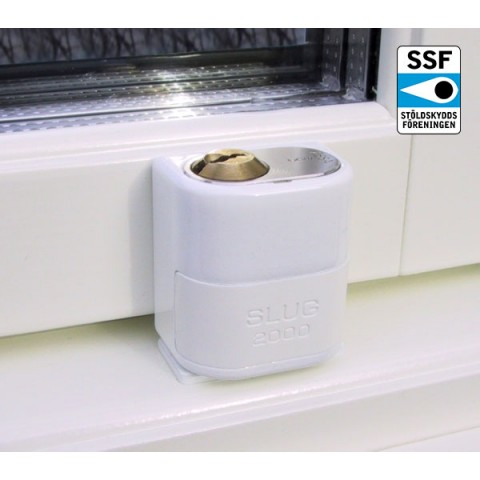 SSF
STÖLDSKYDDS
FÖRENINGEN
SLUG
2000